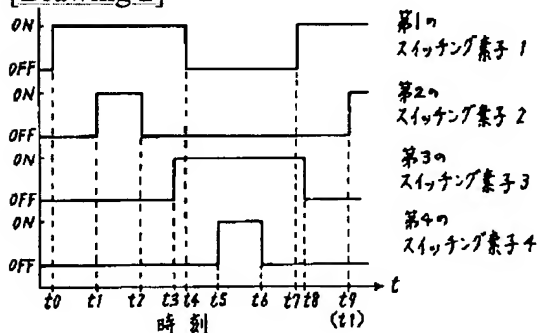 [Drawing 2]
ON
OFF
第1の
スイッチング素子 1
ON
OFF
第2の
スイッチング素子 2
ON
OFF
第3の
スイッチング素子 3
ON
OFF
第4の
スイッチング素子 4
t0 t1 t2 t3 t4 t5 t6 t7 t8 t9 t
(t1)
時刻